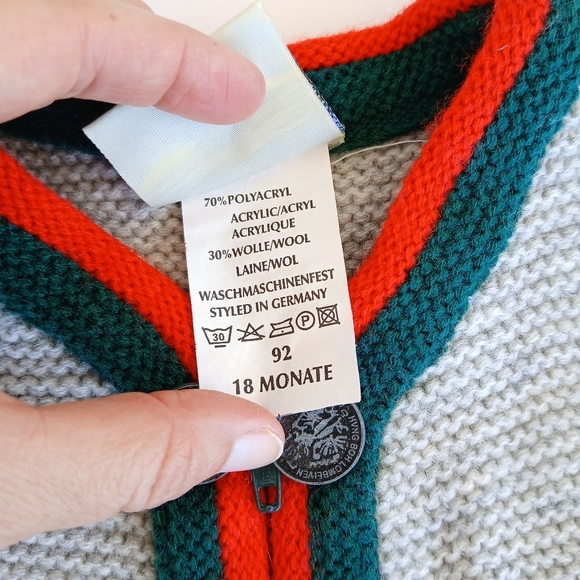 70% POLYACRYL
ACRYLIC/ACRYL
ACRYLIQUE
30% WOLLE/WOOL
LAINE/WOL
WASCHMASCHINENFEST
STYLED IN GERMANY
30 P
92
18 MONATE